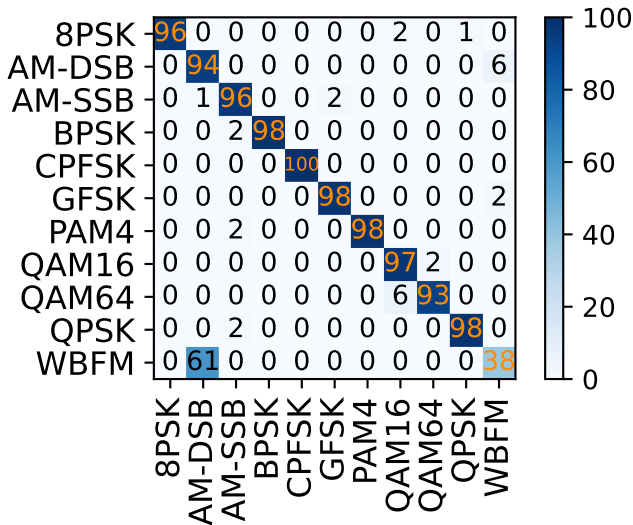 8PSK 96 0 0 0 0 0 0 2 0 1 0
AM-DSB 0 94 0 0 0 0 0 0 0 0 6
AM-SSB 0 1 96 0 0 2 0 0 0 0 0
BPSK 0 0 2 98 0 0 0 0 0 0 0
CPFSK 0 0 0 0 100 0 0 0 0 0 0
GFSK 0 0 0 0 0 98 0 0 0 0 2
PAM4 0 0 2 0 0 0 98 0 0 0 0
QAM16 0 0 0 0 0 0 0 97 2 0 0
QAM64 0 0 0 0 0 0 0 6 93 0 0
QPSK 0 0 2 0 0 0 0 0 0 98 0
WBFM 0 61 0 0 0 0 0 0 0 0 38
8PSK
AM-DSB
AM-SSB
BPSK
CPFSK
GFSK
PAM4
QAM16
QAM64
QPSK
WBFM
100
80
60
40
20
0